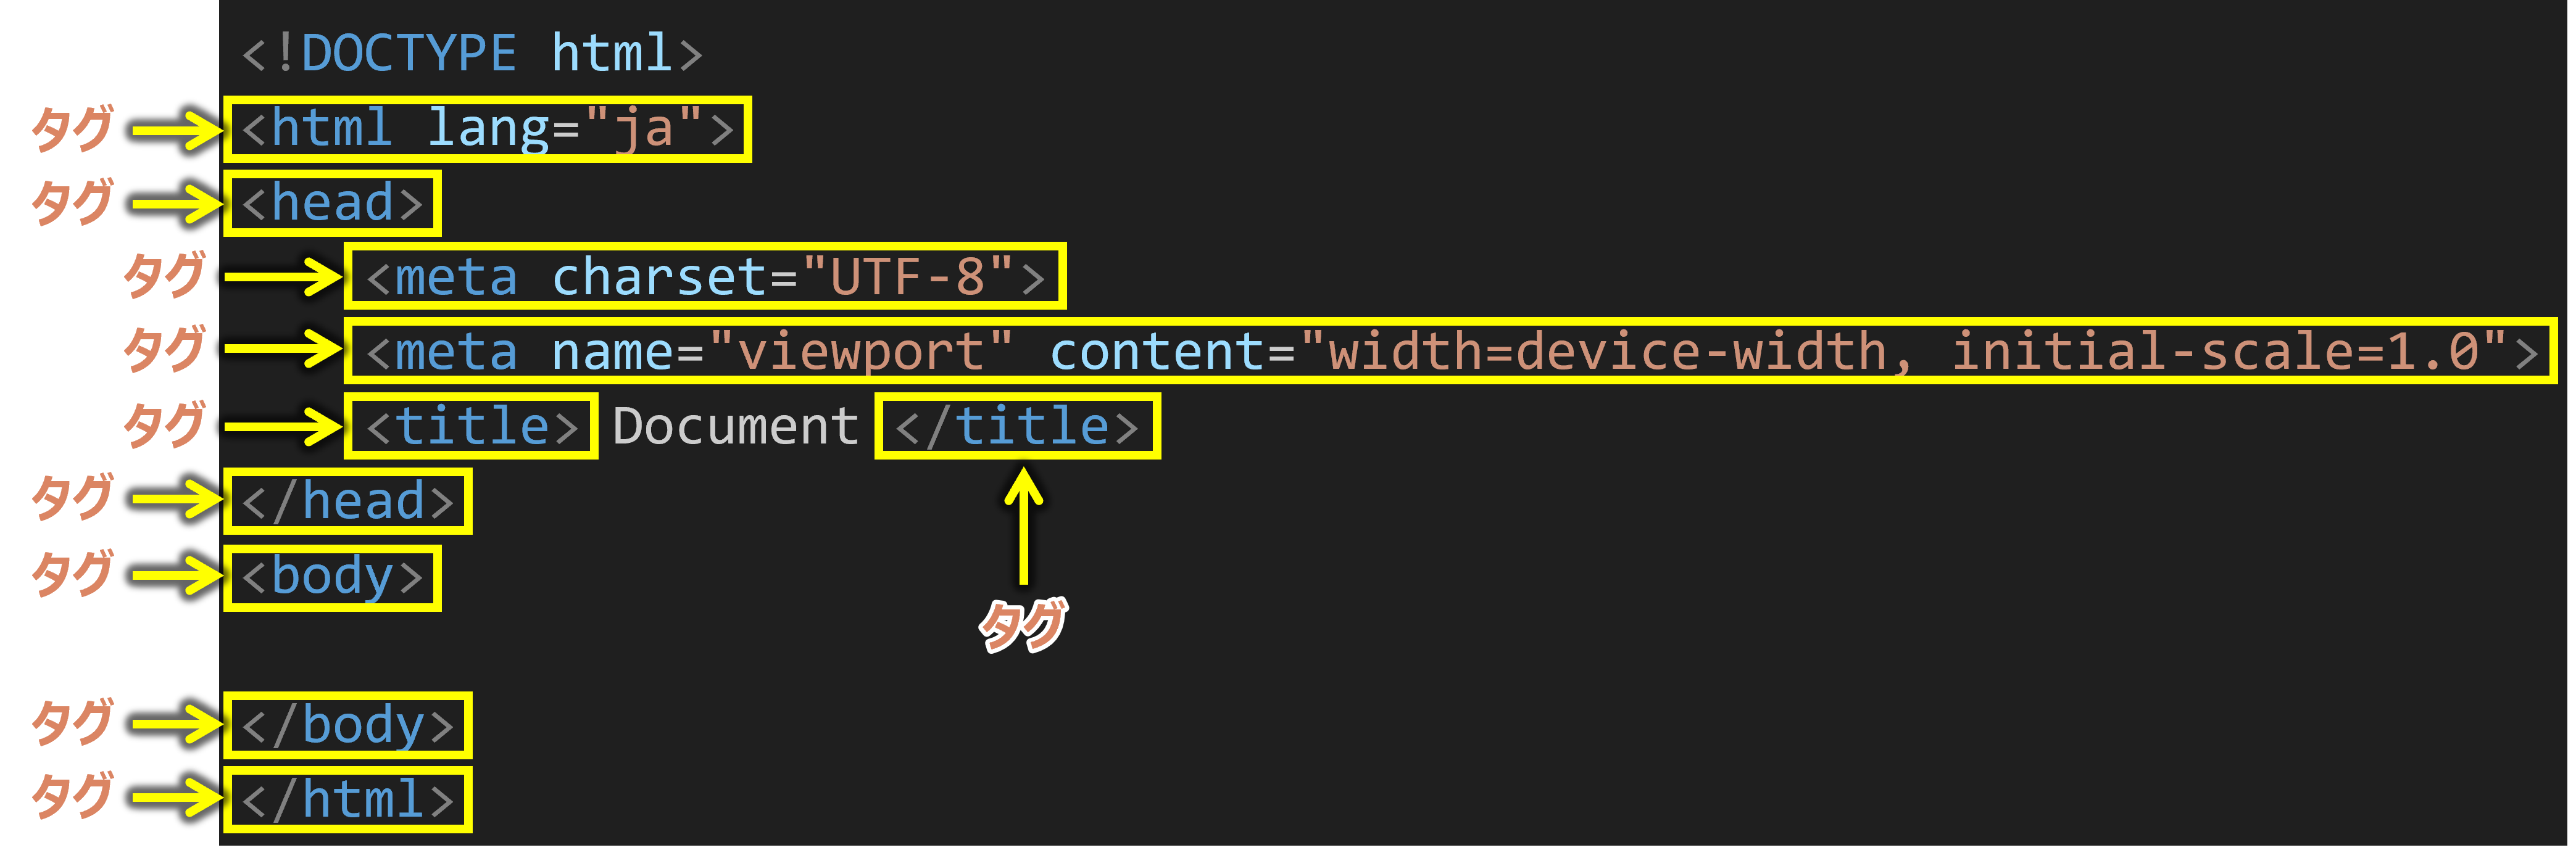 <!DOCTYPE html>
タグ <html lang="ja">
タグ <head>
タグ <meta charset="UTF-8">
タグ <meta name="viewport" content="width=device-width, initial-scale=1.0">
タグ <title> Document </title>
タグ </head>
タグ <body>
タグ
タグ </body>
タグ </html>